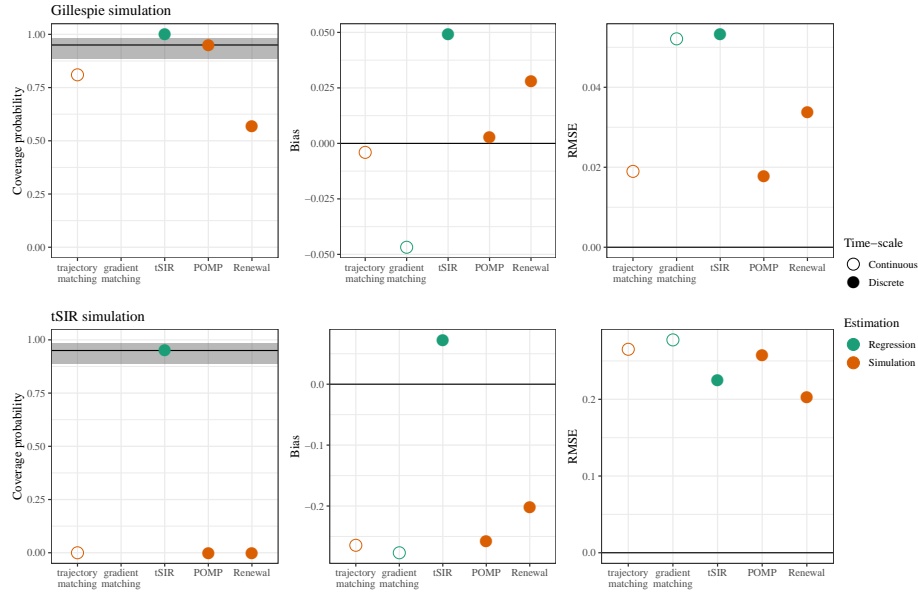 Gillespie simulation
Coverage probability
1.00
0.75
0.50
0.25
0.00
trajectory
matching
gradient
matching
tSIR
POMP
Renewal
Bias
0.050
0.025
0.000
−0.025
−0.050
trajectory
matching
gradient
matching
tSIR
POMP
Renewal
RMSE
0.04
0.02
0.00
trajectory
matching
gradient
matching
tSIR
POMP
Renewal
Time−scale
Continuous
Discrete
Estimation
Regression
Simulation
tSIR simulation
Coverage probability
1.00
0.75
0.50
0.25
0.00
trajectory
matching
gradient
matching
tSIR
POMP
Renewal
Bias
0.0
−0.1
−0.2
trajectory
matching
gradient
matching
tSIR
POMP
Renewal
RMSE
0.2
0.1
0.0
trajectory
matching
gradient
matching
tSIR
POMP
Renewal